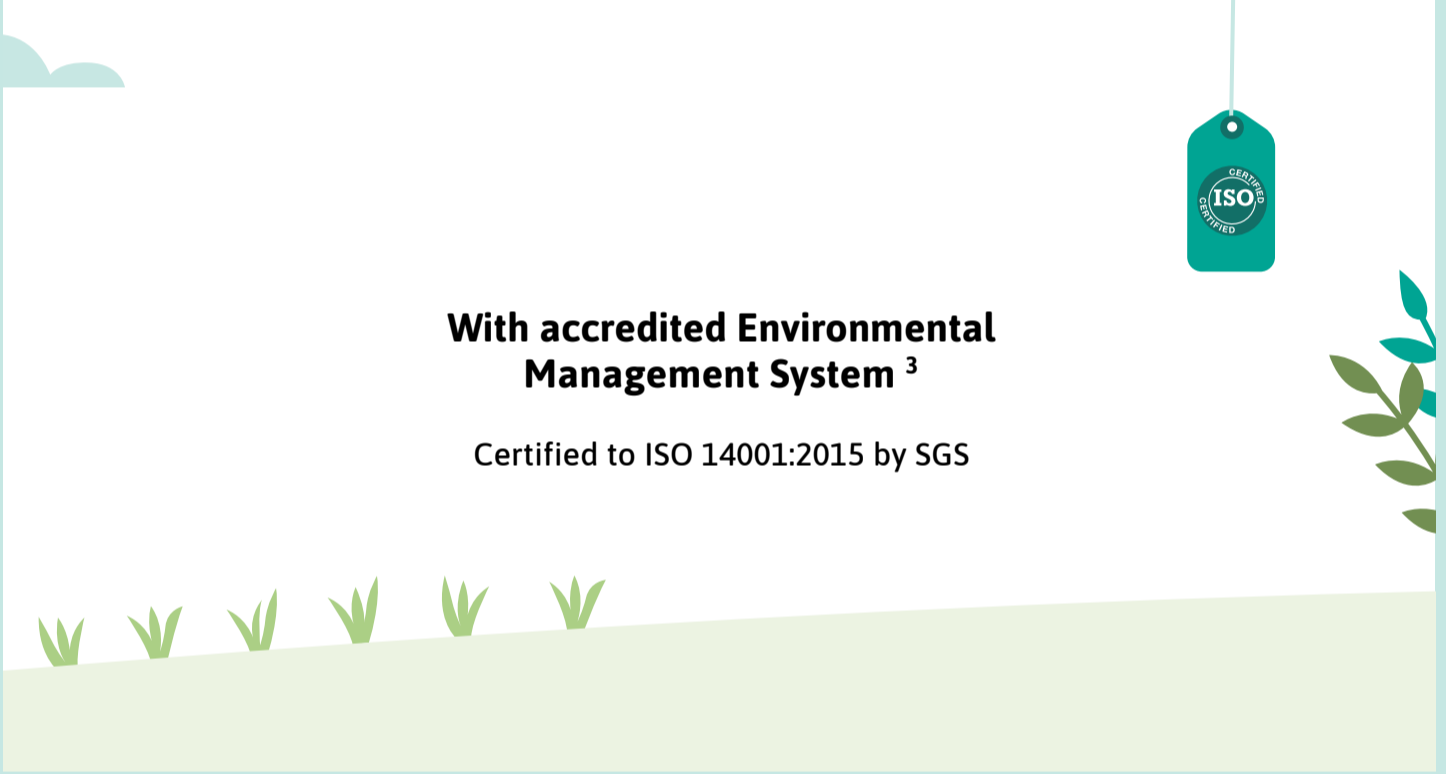 CERTIFIED
ISO
CERTIFIED
With accredited Environmental
Management System ³
Certified to ISO 14001:2015 by SGS